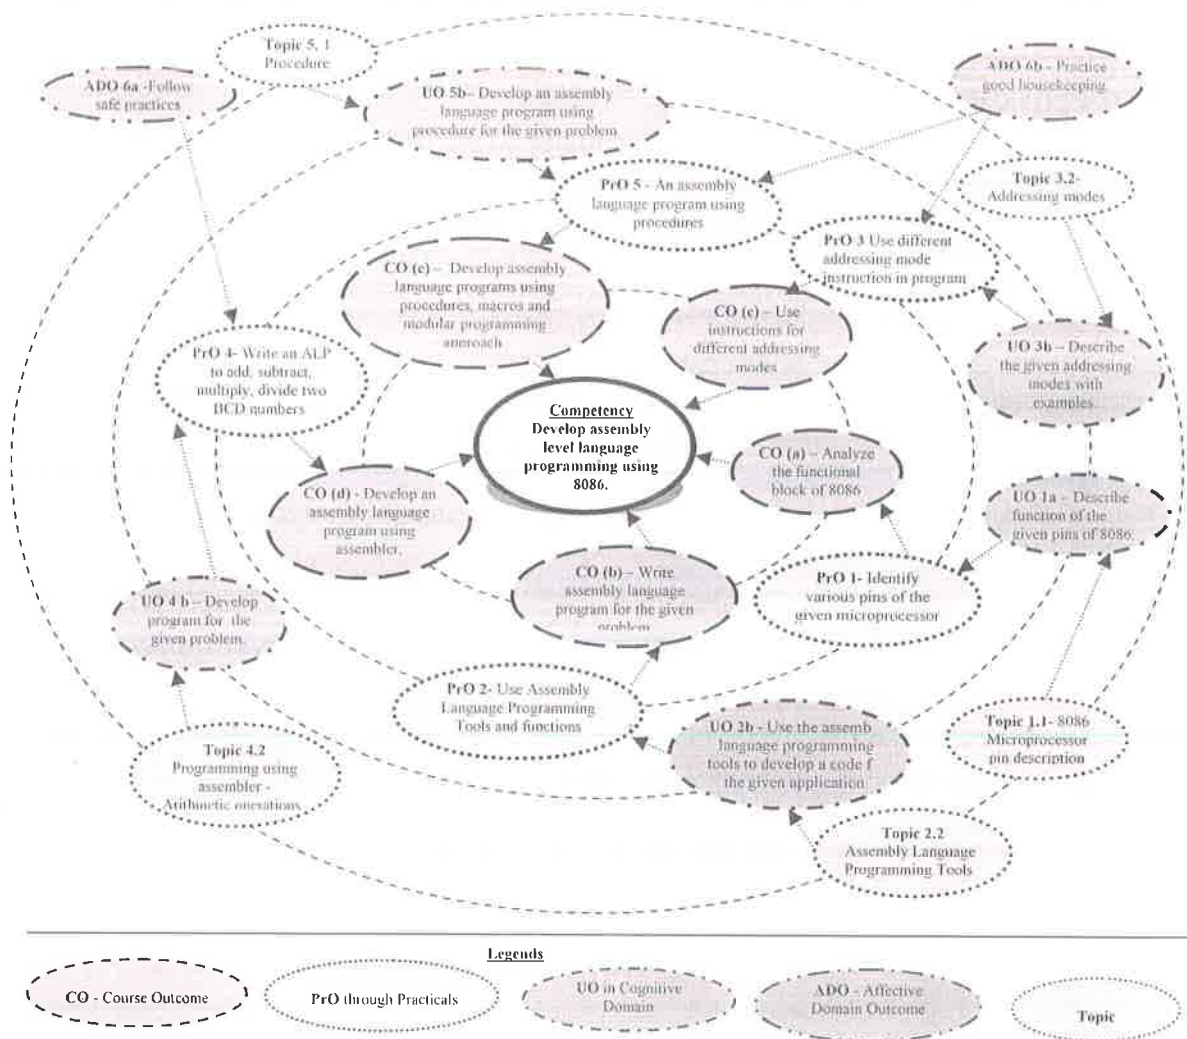 Topic 5. 1
Procedure
ADO 6a -Follow
safe practices
UO 5b– Develop an assembly
language program using
procedure for the given problem
ADO 6b - Practice
good housekeeping.
PrO 5 - An assembly
language program using
procedures
Topic 3.2-
Addressing modes
PrO 3 Use different
addressing mode
instruction in program
CO (e) – Develop assembly
language programs using
procedures, macros and
modular programming
approach
CO (c) – Use
instructions for
different addressing
modes
UO 3b – Describe
the given addressing
modes with
examples.
PrO 4- Write an ALP
to add, subtract,
multiply, divide two
BCD numbers
Competency
Develop assembly
level language
programming using
8086.
CO (a) – Analyze
the functional
block of 8086
CO (d) - Develop an
assembly language
program using
assembler.
UO 1a – Describe
function of the
given pins of 8086.
CO (b) – Write
assembly language
program for the given
problem
PrO 1- Identify
various pins of the
given microprocessor
UO 4 b – Develop
program for the
given problem.
PrO 2- Use Assembly
Language Programming
Tools and functions
UO 2b - Use the assemb
language programming
tools to develop a code f
the given application
Topic 1.1- 8086
Microprocessor
pin description
Topic 4.2
Programming using
assembler -
Arithmetic operations
Topic 2.2
Assembly Language
Programming Tools
Legends
CO - Course Outcome
PrO through Practicals
UO in Cognitive
Domain
ADO - Affective
Domain Outcome
Topic